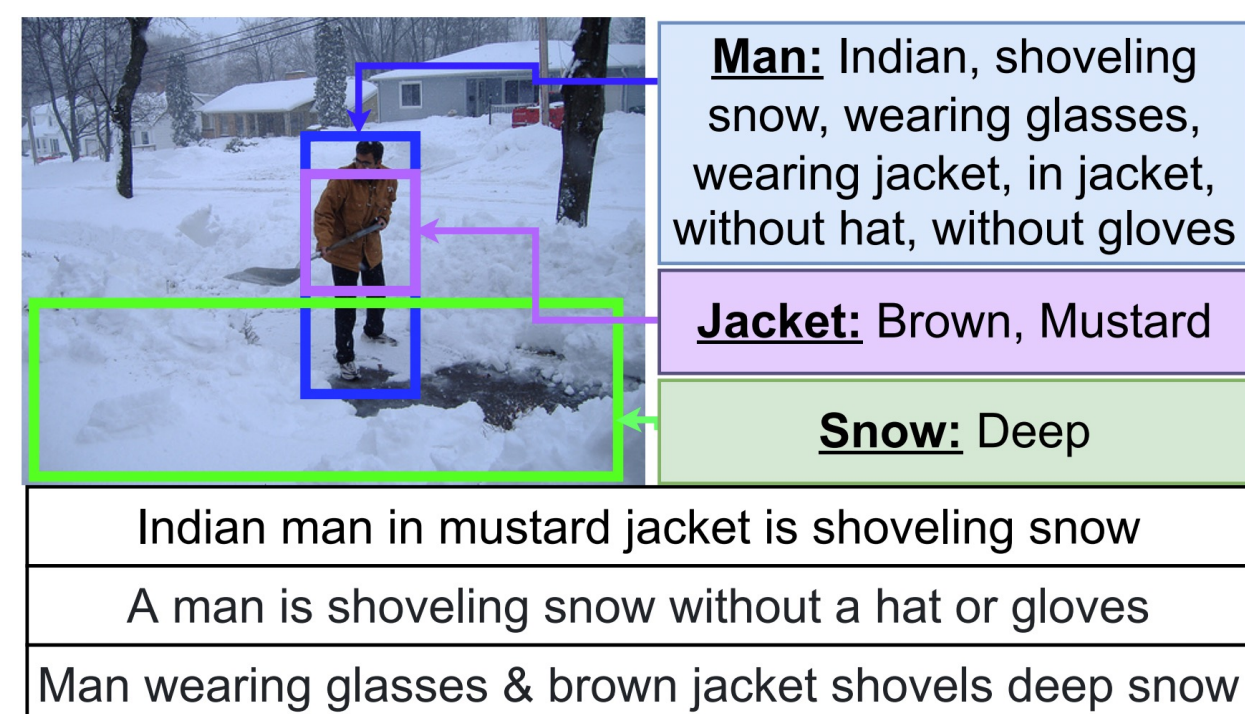 Man: Indian, shoveling
snow, wearing glasses,
wearing jacket, in jacket,
without hat, without gloves
Jacket: Brown, Mustard
Snow: Deep
Indian man in mustard jacket is shoveling snow
A man is shoveling snow without a hat or gloves
Man wearing glasses & brown jacket shovels deep snow